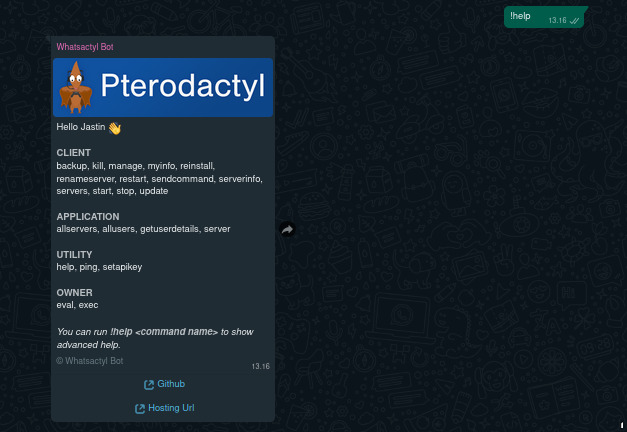 !help
13.16
Whatsactyl Bot
Pterodactyl
Hello Jastin 👋
CLIENT
backup, kill, manage, myinfo, reinstall,
renameserver, restart, sendcommand, serverinfo,
servers, start, stop, update
APPLICATION
allservers, allusers, getuserdetails, server
UTILITY
help, ping, setapikey
OWNER
eval, exec
You can run !help <command name> to show
advanced help.
© Whatsactyl Bot
13.16
Github
Hosting Url